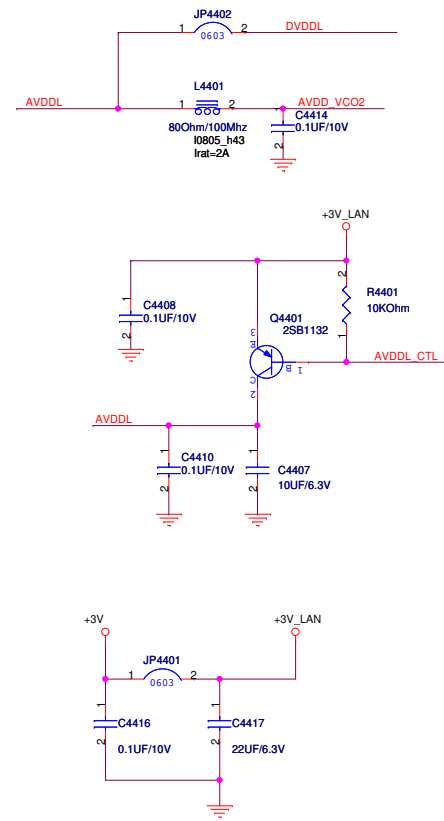 JP4402
1 2 DVDDL
0603
L4401
AVDDL 1 2 AVDD_VCO2
1
C4414
80Ohm/100Mhz 0.1UF/10V
l0805_h43
Irat=2A 2
+3V_LAN
2
R4401
1 10KOhm
C4408 Q4401
0.1UF/10V 2SB1132
2 3 E 1
B 1 AVDDL_CTL
C
2
AVDDL
1 1
C4410 C4407
0.1UF/10V 10UF/6.3V
2 2
+3V +3V_LAN
JP4401
1 2
0603
1 1
C4416 C4417
2 2
0.1UF/10V 22UF/6.3V